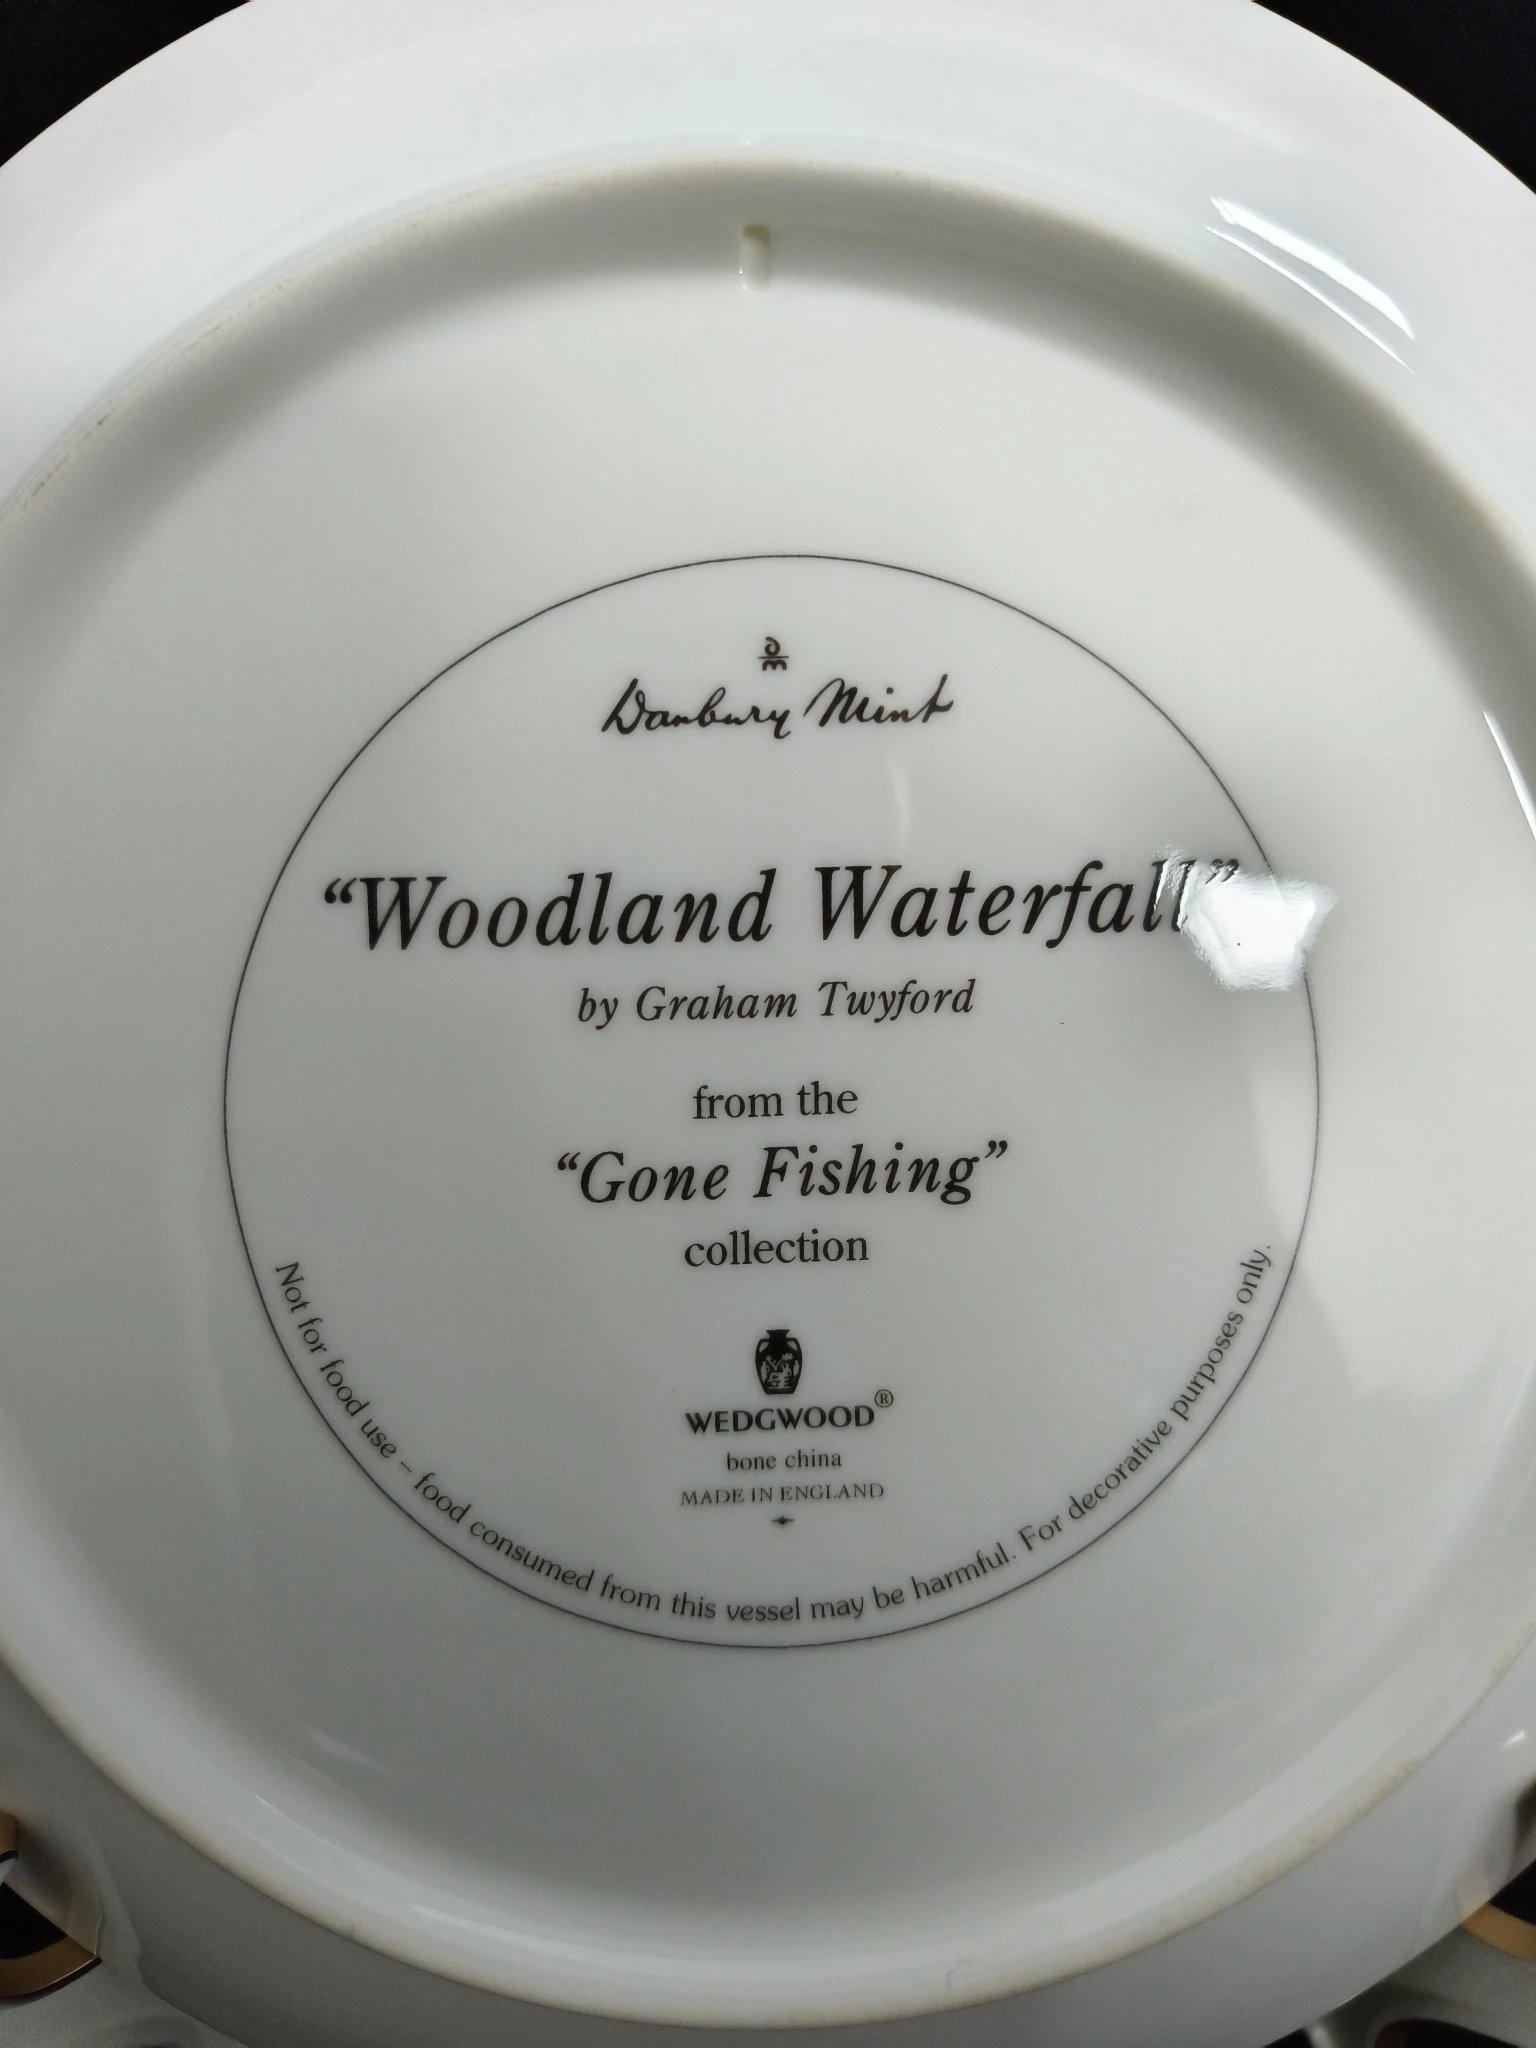 Danbury Mint
“Woodland Waterfall”
by Graham Twyford
from the
“Gone Fishing”
collection
WEDGWOOD®
bone china
MADE IN ENGLAND
Not for food use – food consumed from this vessel may be harmful. For decorative purposes only.